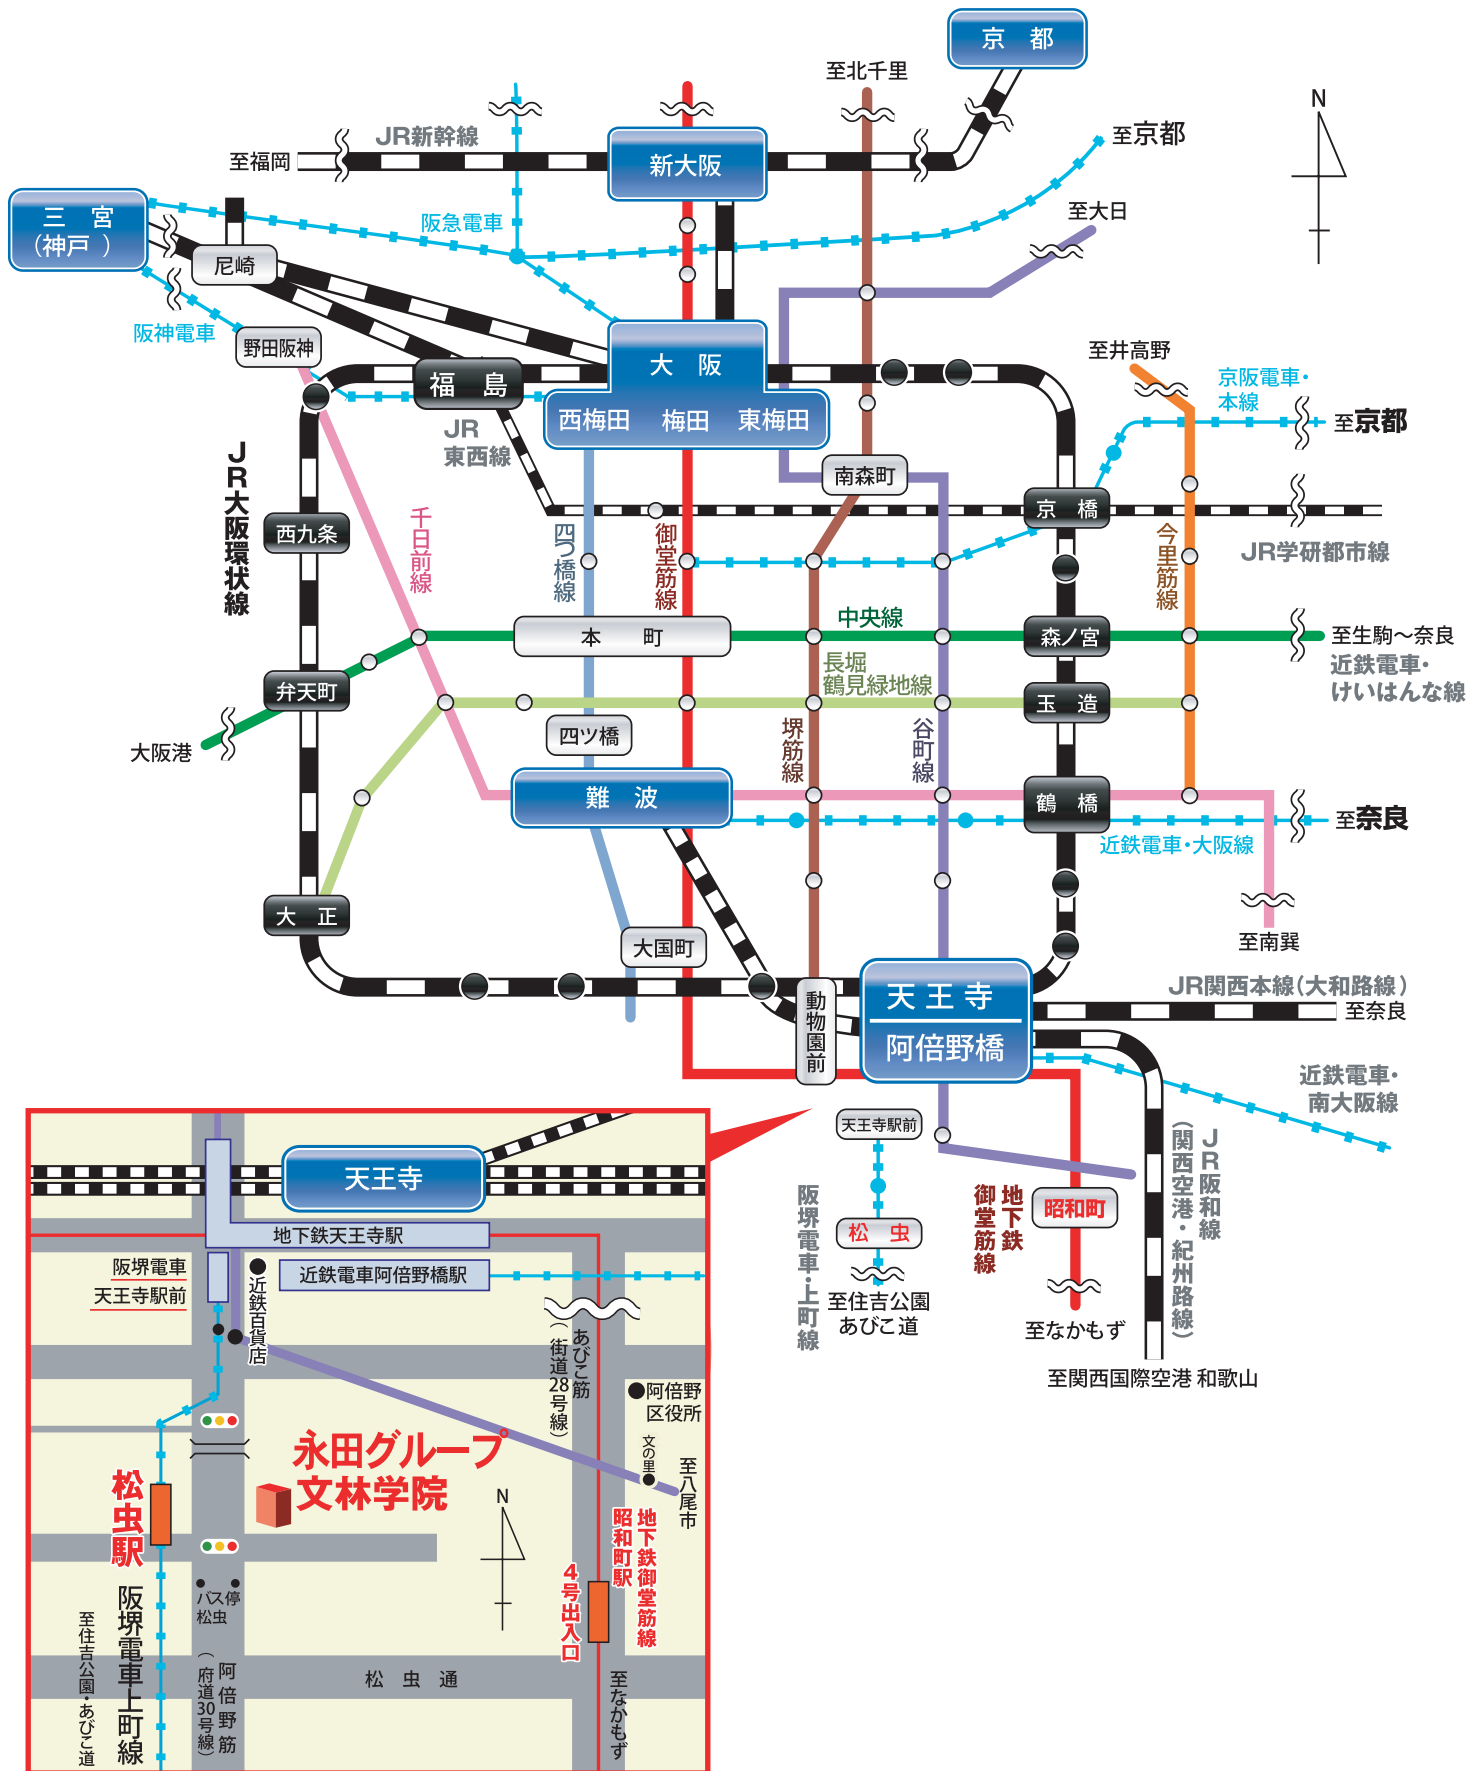 京　都
至北千里
N
JR新幹線
至福岡
新大阪
至京都
三　宮
（神戸　）
阪急電車
至大日
尼崎
阪神電車
野田阪神
大　阪
西梅田
梅田
東梅田
福　島
JR
東西線
至井高野
京阪電車・
本線
至京都
JR大阪環状線
南森町
京　橋
西九条
千日前線
四つ橋線
御堂筋線
今里筋線
JR学研都市線
中央線
本　町
森ノ宮
至生駒〜奈良
近鉄電車・
けいはんな線
長堀
鶴見緑地線
弁天町
玉　造
大阪港
四ツ橋
堺筋線
谷町線
難　波
鶴　橋
至奈良
近鉄電車・大阪線
大　正
大国町
至南巽
動物園前
天王寺
阿倍野橋
JR関西本線（大和路線）
至奈良
近鉄電車・
南大阪線
天王寺駅前
阪堺電車・上町線
松　虫
至住吉公園
あびこ道
地下鉄
御堂筋線
昭和町
至なかもず
JR阪和線
（関西空港・紀州路線）
至関西国際空港 和歌山
天王寺
地下鉄天王寺駅
阪堺電車
天王寺駅前
近鉄百貨店
近鉄電車阿倍野橋駅
あびこ筋
（街道28号線）
阿倍野
区役所
文の里
至八尾市
永田グループ
文林学院
N
松虫駅
地下鉄御堂筋線
昭和町駅
4号出入口
バス停
松虫
阪堺電車上町線
至住吉公園・あびこ道
阿倍野筋
（府道30号線）
松　虫　通
至なかもず